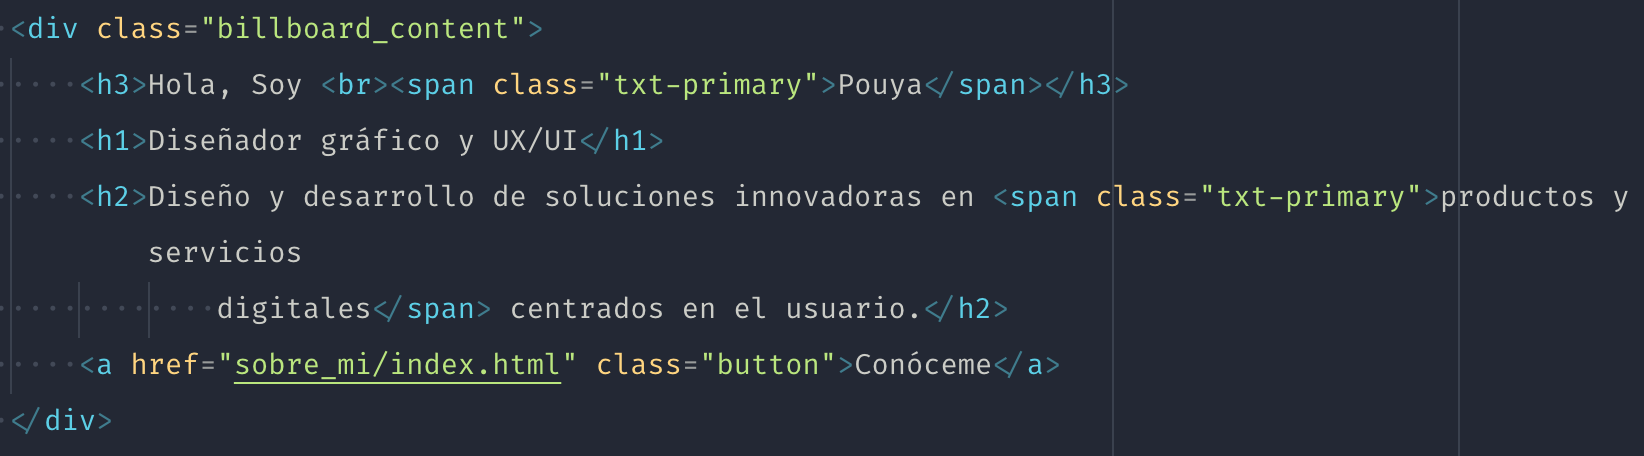 <div class="billboard_content">
<h3>Hola, Soy <br><span class="txt-primary">Pouya</span></h3>
<h1>Diseñador gráfico y UX/UI</h1>
<h2>Diseño y desarrollo de soluciones innovadoras en <span class="txt-primary">productos y
servicios
digitales</span> centrados en el usuario.</h2>
<a href="sobre_mi/index.html" class="button">Conóceme</a>
</div>